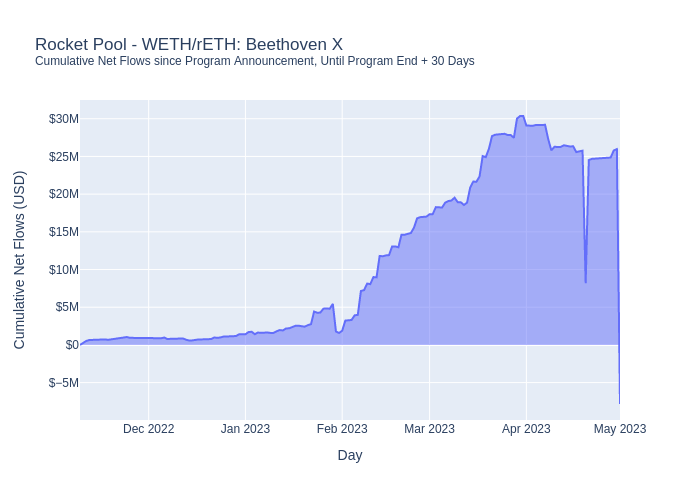 Rocket Pool - WETH/rETH: Beethoven X
Cumulative Net Flows since Program Announcement, Until Program End + 30 Days
Cumulative Net Flows (USD)
$30M
$25M
$20M
$15M
$10M
$5M
$0
$−5M
Dec 2022
Jan 2023
Feb 2023
Mar 2023
Apr 2023
May 2023
Day